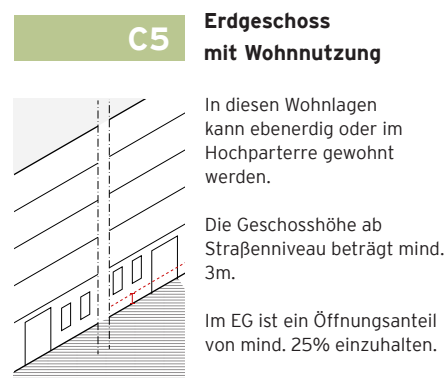 C5
Erdgeschoss
mit Wohnnutzung
In diesen Wohnlagen
kann ebenerdig oder im
Hochparterre gewohnt
werden.
Die Geschosshöhe ab
Straßenniveau beträgt mind.
3m.
Im EG ist ein Öffnungsanteil
von mind. 25% einzuhalten.